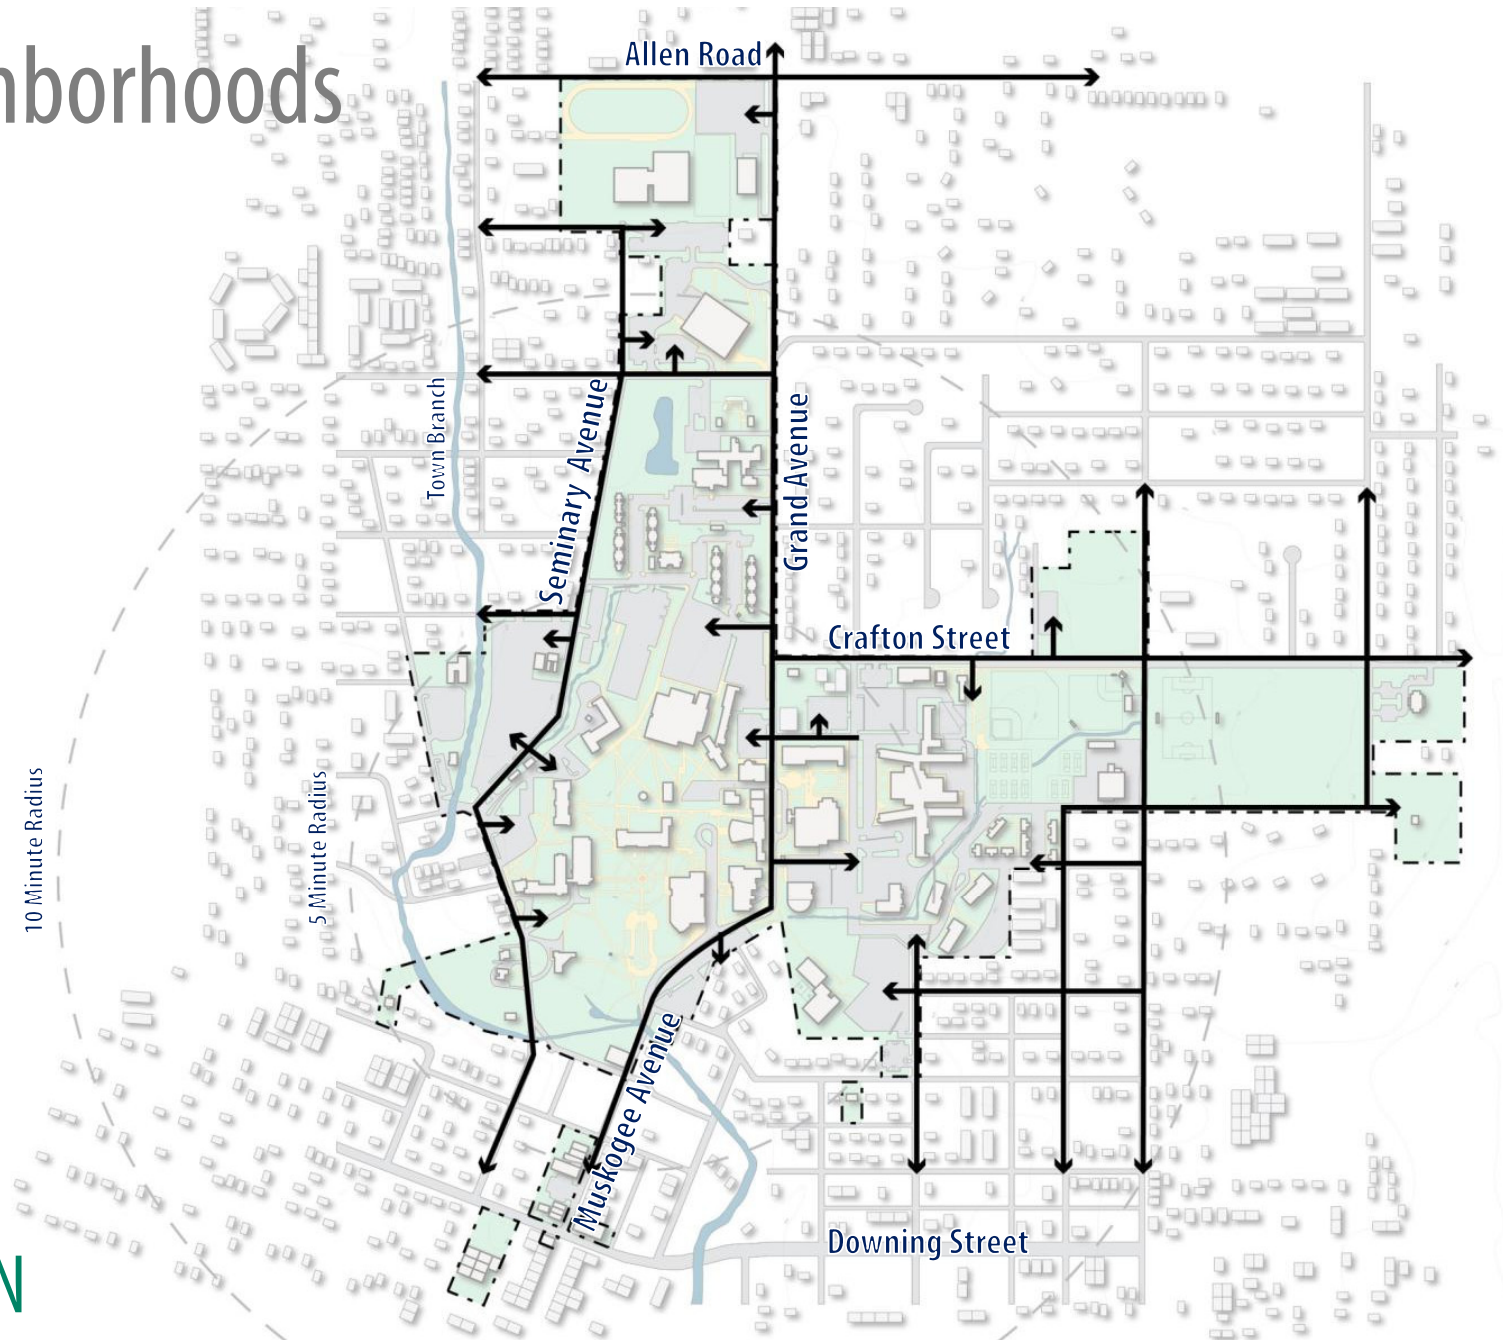 nborhoods
Allen Road
Town Branch
Seminary Avenue
Grand Avenue
Crafton Street
10 Minute Radius
5 Minute Radius
Muskogee Avenue
Downing Street
N